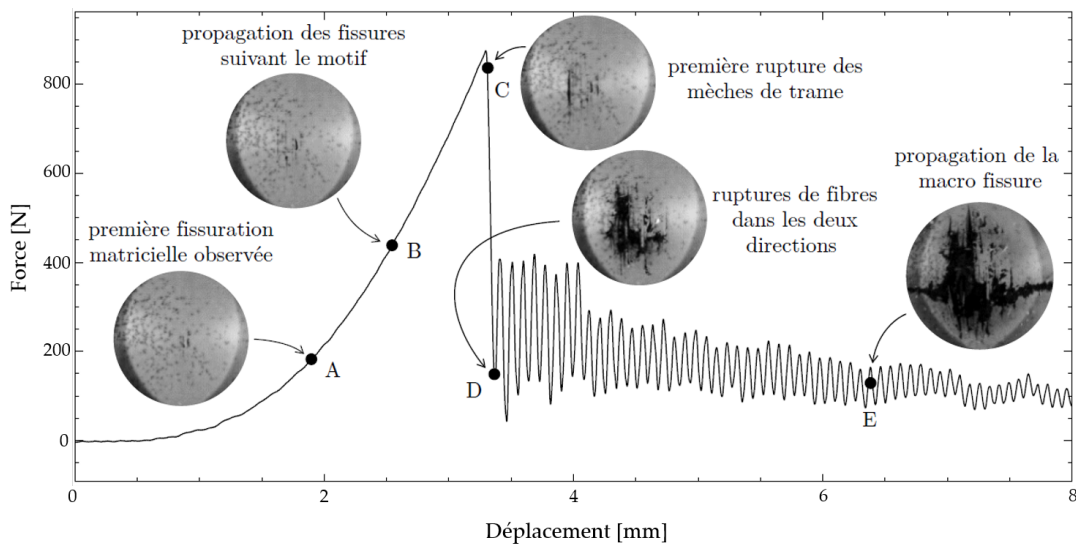 propagation des fissures
suivant le motif
première rupture des
mèches de trame
C
propagation de la
macro fissure
ruptures de fibres
dans les deux
directions
première fissuration
matricielle observée
B
A
D
E
Force [N]
800
600
400
200
0
0
2
4
6
8
Déplacement [mm]